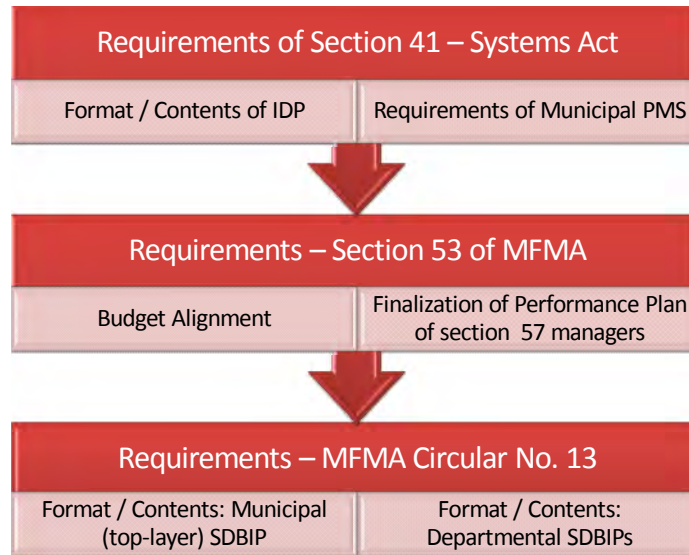 Requirements of Section 41 – Systems Act
Format / Contents of IDP
Requirements of Municipal PMS
Requirements – Section 53 of MFMA
Budget Alignment
Finalization of Performance Plan
of section 57 managers
Requirements – MFMA Circular No. 13
Format / Contents: Municipal
(top-layer) SDBIP
Format / Contents:
Departmental SDBIPs